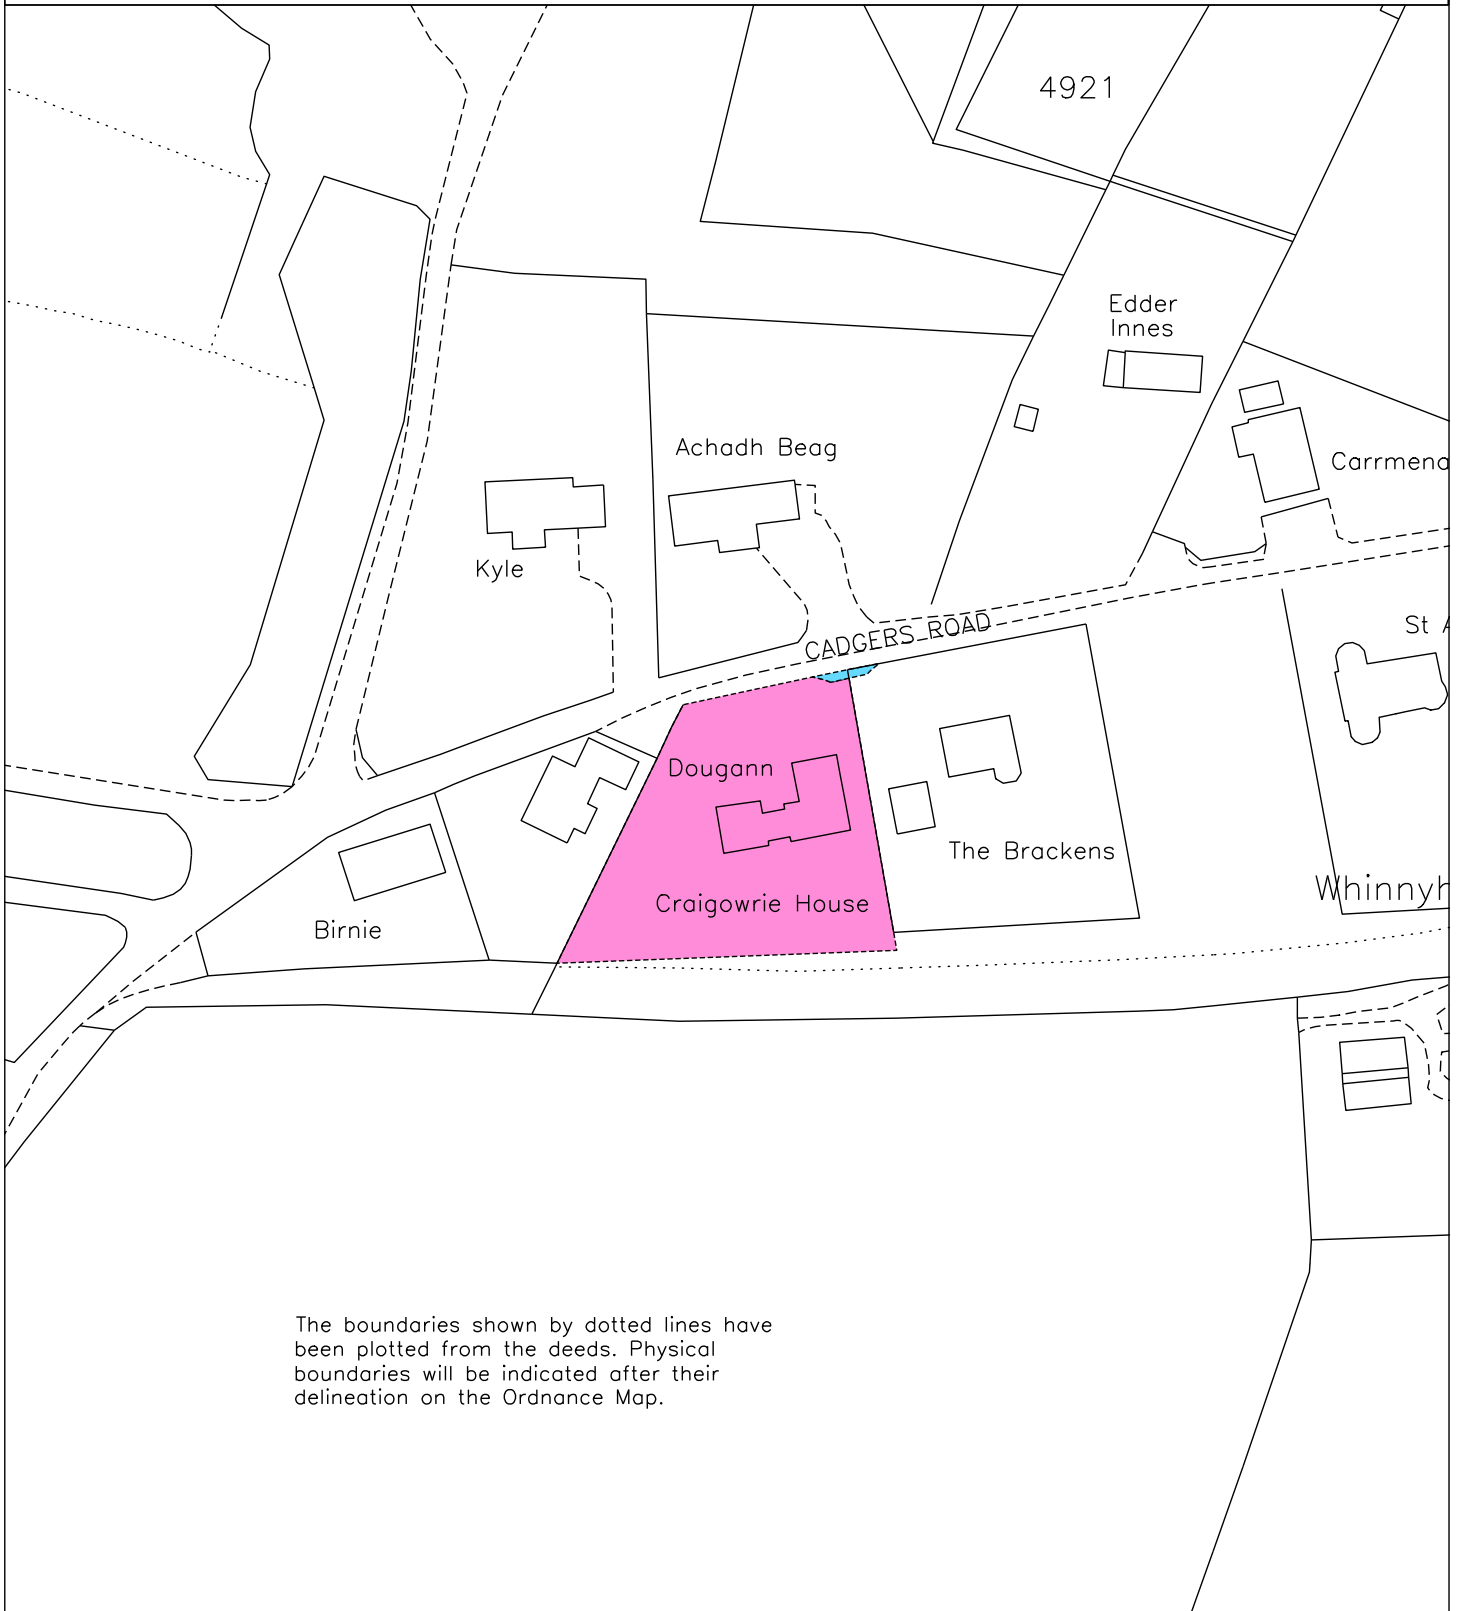 4921
Edder
Innes
Achadh Beag
Carrmena
Kyle
CADGERS ROAD
St A
Dougann
The Brackens
Whinnyh
Craigowrie House
Birnie
The boundaries shown by dotted lines have
been plotted from the deeds. Physical
boundaries will be indicated after their
delineation on the Ordnance Map.